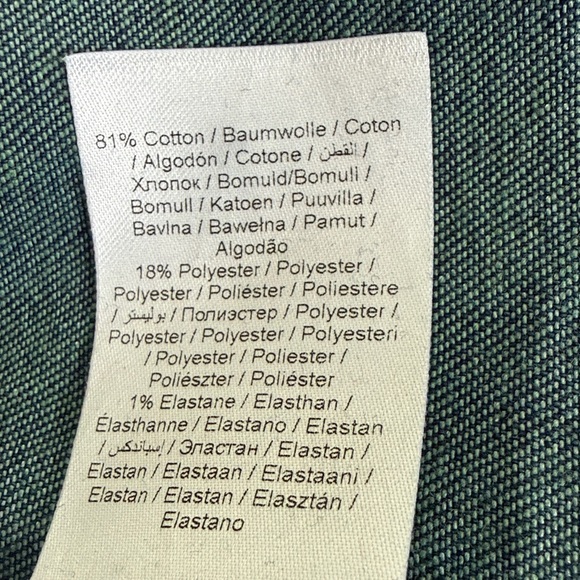 81% Cotton / Baumwolle / Coton
/ Algodón / Cotone / القطن /
Хлопок / Bomuld/Bomull /
Bomull / Katoen / Puuvilla /
Bavlna / Bawełna / Pamut /
Algodão
18% Polyester / Polyester /
Polyester / Poliéster / Poliestere
/ بوليستر / Полиэстер / Polyester /
Polyester / Polyester / Polyesteri
/ Polyester / Poliester /
Poliészter / Poliéster
1% Elastane / Elasthan /
Élasthanne / Elastano / Elastan
/ إسباندكس / Эластан / Elastan /
Elastan / Elastaan / Elastaani /
Elastan / Elastan / Elasztán /
Elastano